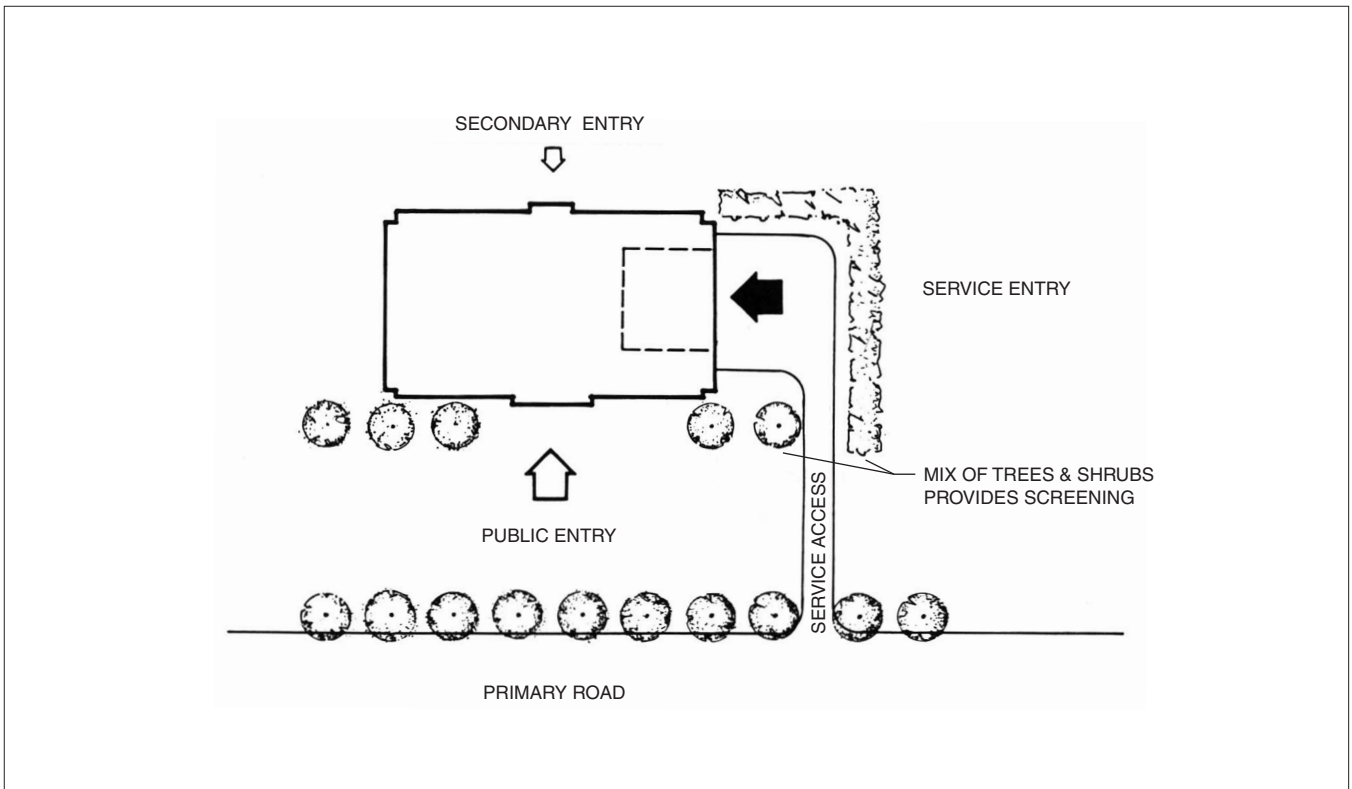 SECONDARY ENTRY
SERVICE ENTRY
MIX OF TREES & SHRUBS
PROVIDES SCREENING
PUBLIC ENTRY
SERVICE ACCESS
PRIMARY ROAD